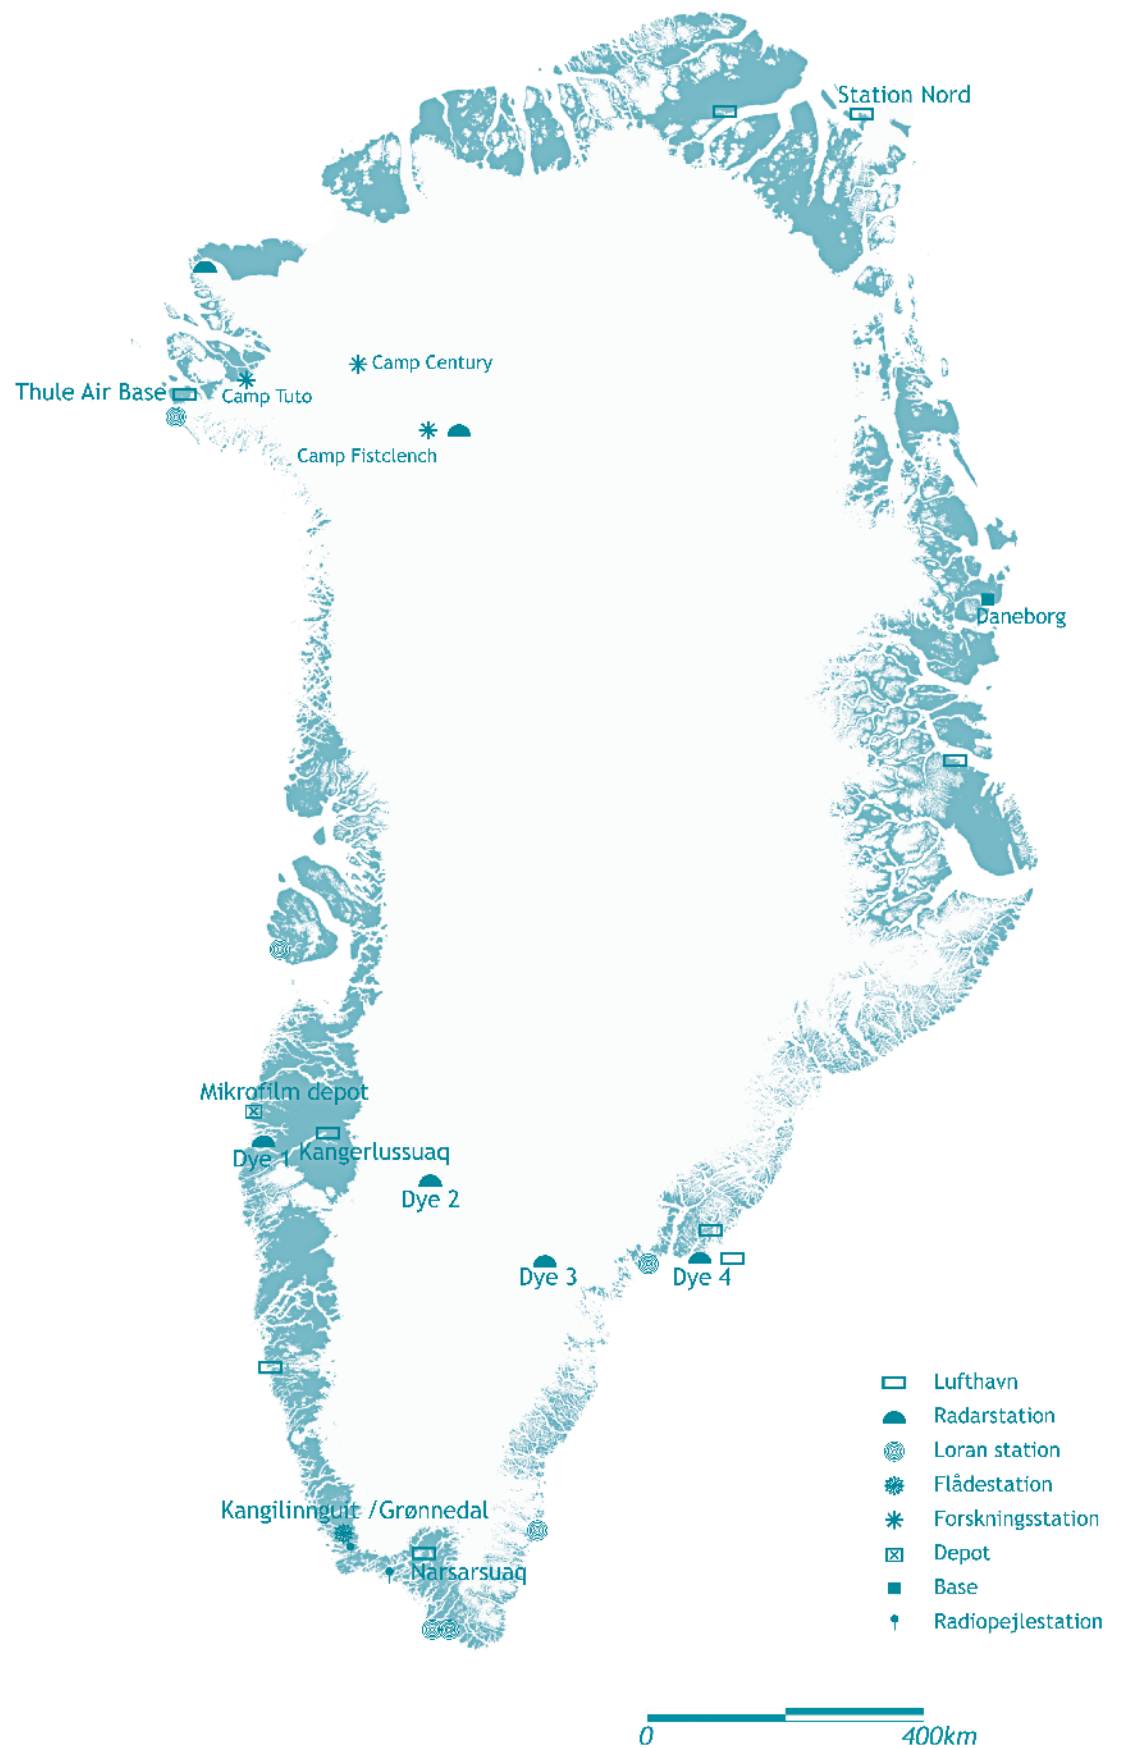 Station Nord
Camp Century
Thule Air Base
Camp Tuto
Camp Fistclench
Daneborg
Mikrofilm depot
Dye 1
Kangerlussuaq
Dye 2
Dye 3
Dye 4
Lufthavn
Radarstation
Loran station
Flådestation
Forskningsstation
Depot
Base
Radiopejlestation
Kangilinnguit /Grønnedal
Narsarsuaq
0
400km